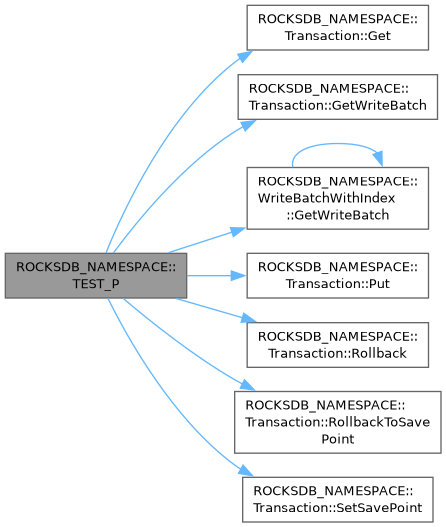 ROCKSDB_NAMESPACE::
Transaction::Get
ROCKSDB_NAMESPACE::
Transaction::GetWriteBatch
ROCKSDB_NAMESPACE::
WriteBatchWithIndex
::GetWriteBatch
ROCKSDB_NAMESPACE::
TEST_P
ROCKSDB_NAMESPACE::
Transaction::Put
ROCKSDB_NAMESPACE::
Transaction::Rollback
ROCKSDB_NAMESPACE::
Transaction::RollbackToSave
Point
ROCKSDB_NAMESPACE::
Transaction::SetSavePoint